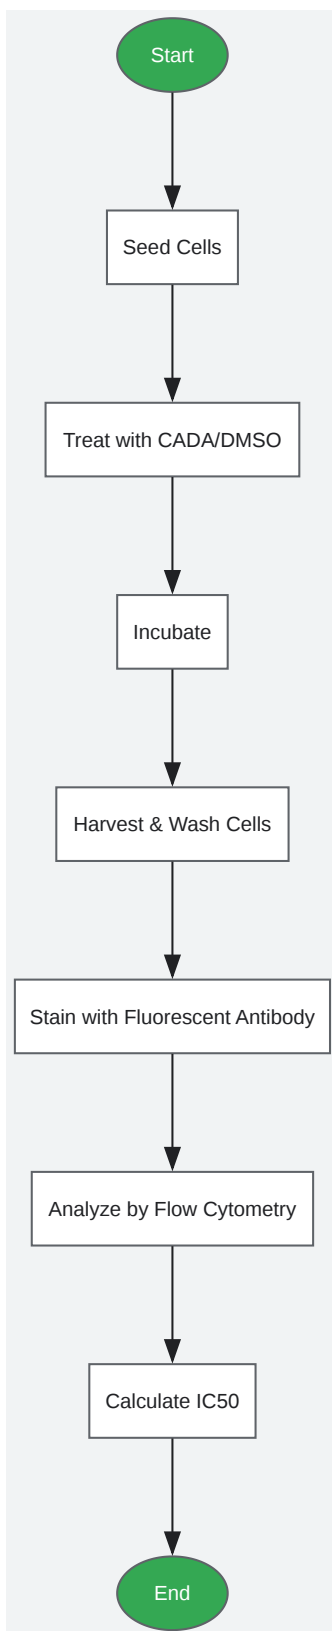 Start
Seed Cells
Treat with CADA/DMSO
Incubate
Harvest & Wash Cells
Stain with Fluorescent Antibody
Analyze by Flow Cytometry
Calculate IC50
End